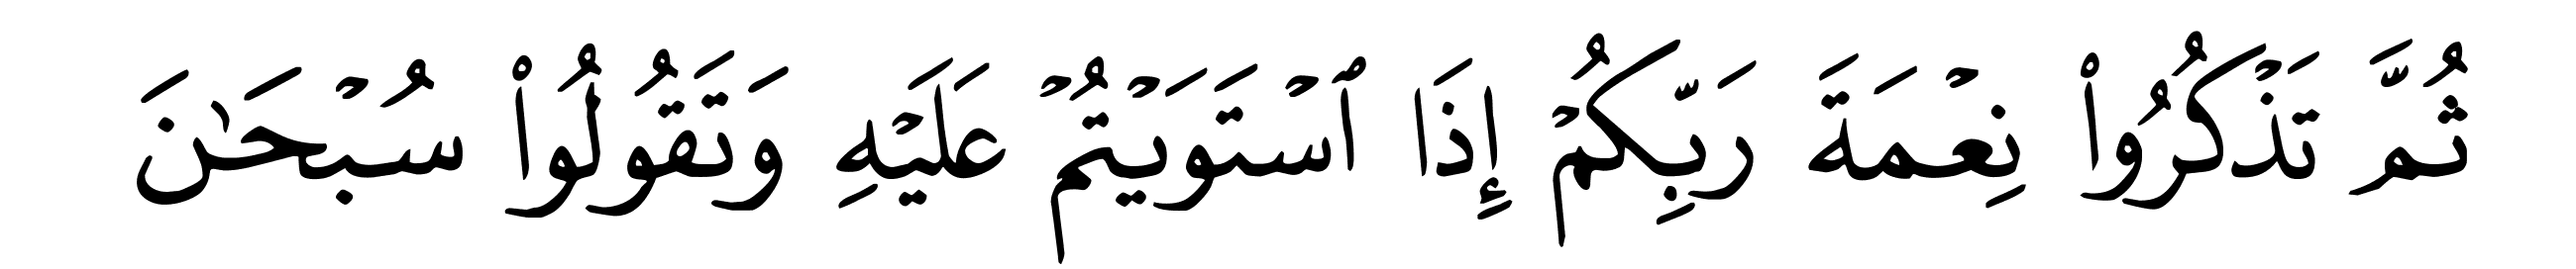 ثُمَّ تَذۡكُرُواْ نِعۡمَةَ رَبِّكُمۡ إِذَا ٱسۡتَوَيۡتُمۡ عَلَيۡهِ وَتَقُولُواْ سُبۡحَٰنَ